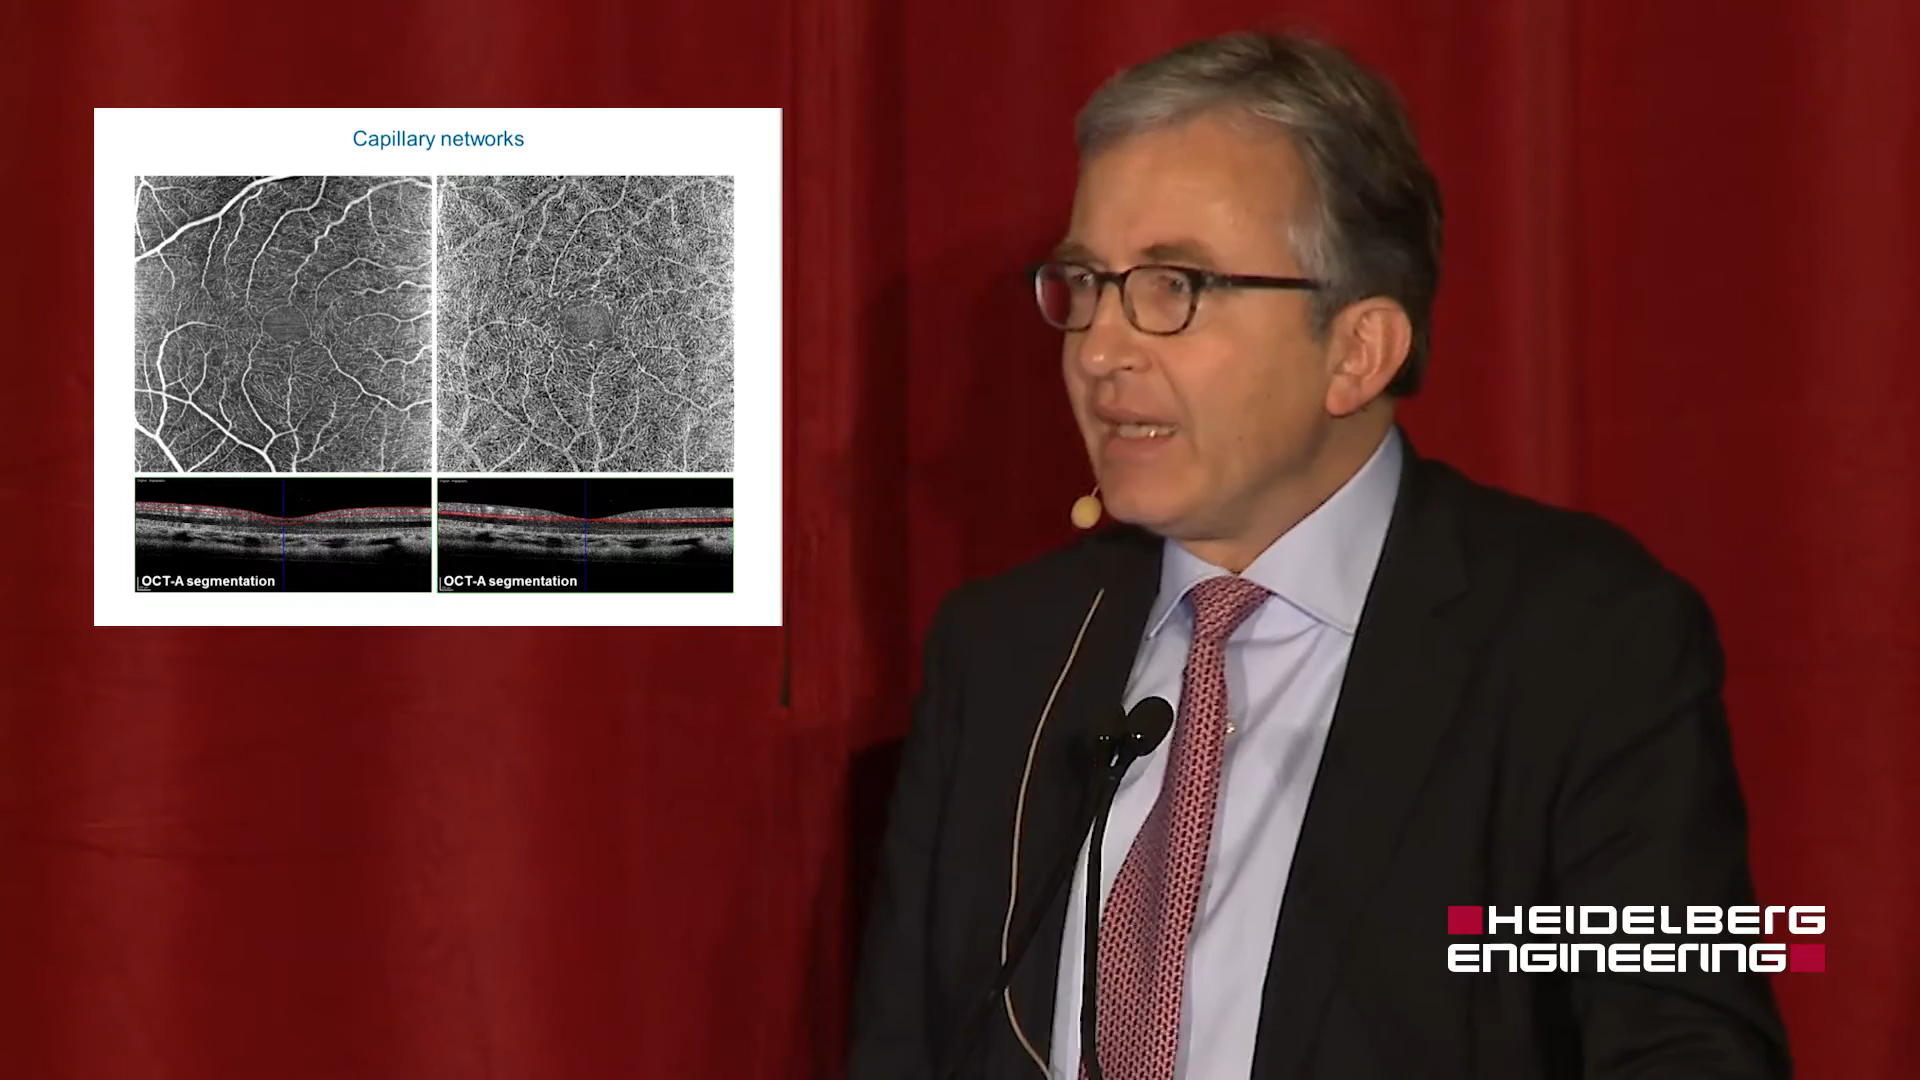 Capillary networks
OCT-A segmentation
OCT-A segmentation
HEIDELBERG
ENGINEERING